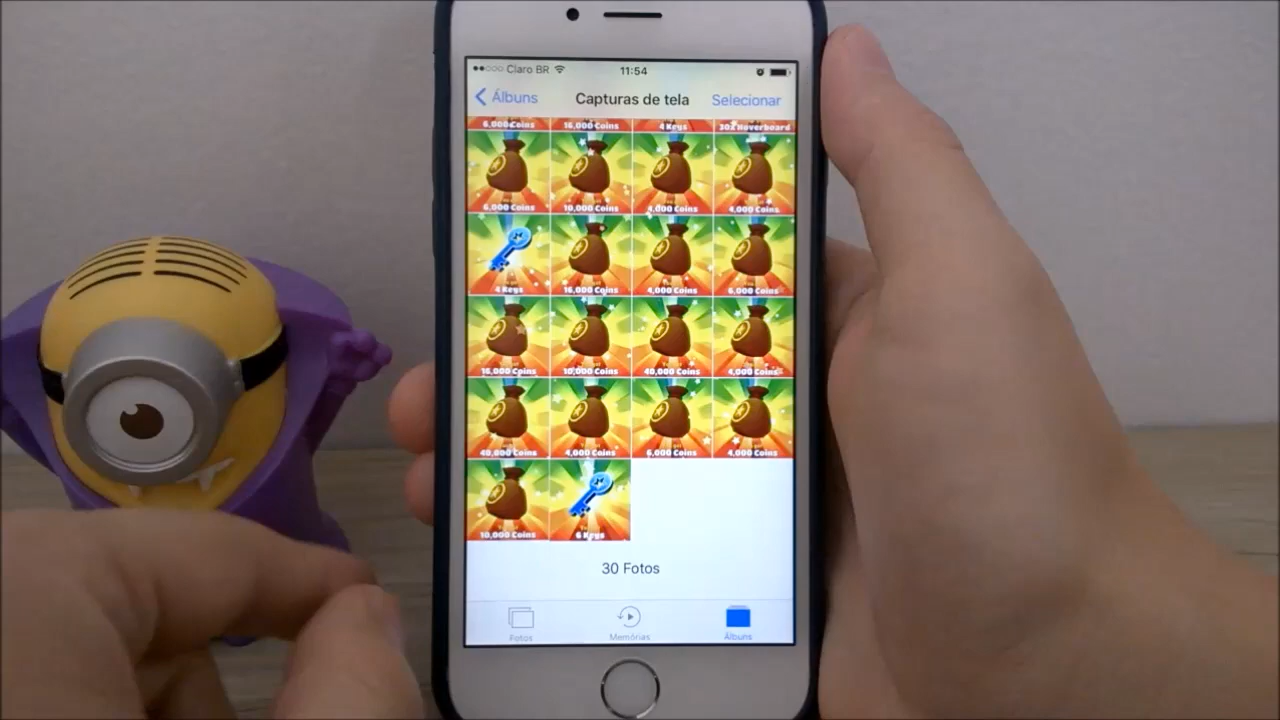 Claro BR 11:54
Álbuns Capturas de tela Selecionar
6,000 Coins 16,000 Coins 4 Keys 30x Hoverboard
6,000 Coins 10,000 Coins 4,000 Coins 4,000 Coins
4 Keys 16,000 Coins 4,000 Coins 6,000 Coins
16,000 Coins 10,000 Coins 40,000 Coins 4,000 Coins
40,000 Coins 4,000 Coins 6,000 Coins 4,000 Coins
10,000 Coins 6 Keys
30 Fotos
Fotos Memórias Álbuns